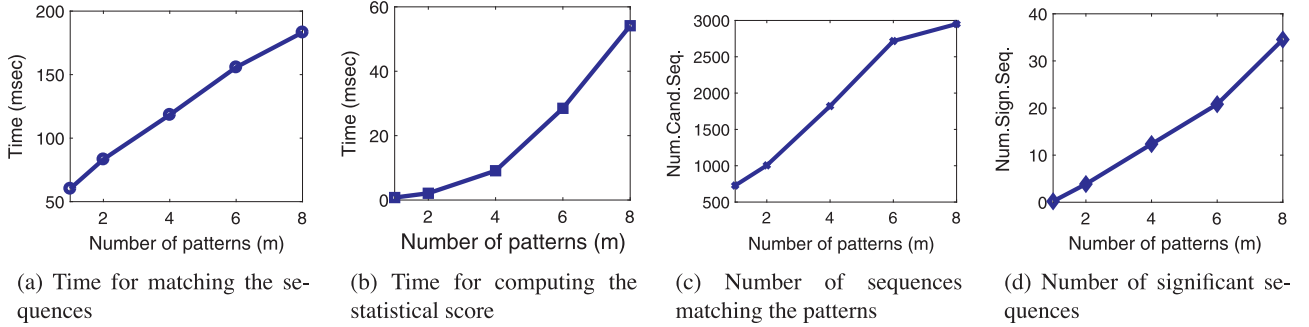 200
150
100
50
Time (msec)
2 4 6 8
Number of patterns (m)
(a) Time for matching the se-
quences
60
40
20
0
Time (msec)
2 4 6 8
Number of patterns (m)
(b) Time for computing the
statistical score
3000
2500
2000
1500
1000
500
Num.Cand.Seq.
2 4 6 8
Number of patterns (m)
(c) Number of sequences
matching the patterns
40
30
20
10
0
Num.Sign.Seq.
2 4 6 8
Number of patterns (m)
(d) Number of significant se-
quences